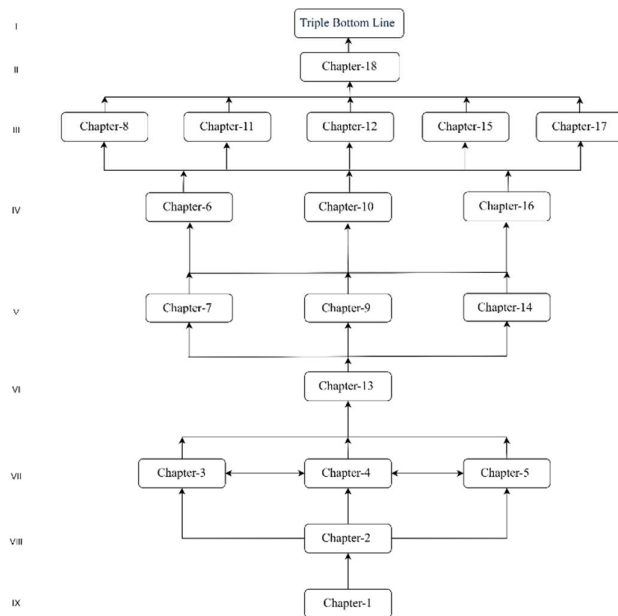 I
Triple Bottom Line
II
Chapter-18
III
Chapter-8 Chapter-11 Chapter-12 Chapter-15 Chapter-17
IV
Chapter-6 Chapter-10 Chapter-16
V
Chapter-7 Chapter-9 Chapter-14
VI
Chapter-13
VII
Chapter-3 Chapter-4 Chapter-5
VIII
Chapter-2
IX
Chapter-1